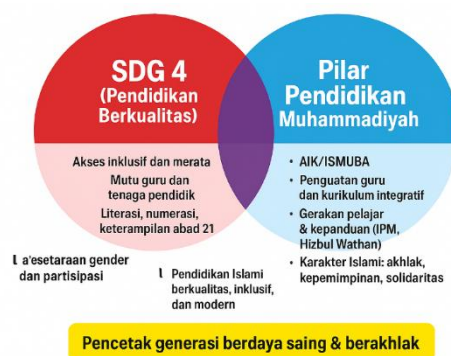 SDG 4
(Pendidikan
Berkualitas)
Akses inklusif dan merata
Mutu guru dan
tenaga pendidik
Literasi, numerasi,
keterampilan abad 21
Pilar
Pendidikan
Muhammadiyah
• AIK/ISMUBA
• Penguatan guru
dan kurikulum integratif
• Gerakan pelajar
& kepanduan (IPM,
Hizbul Wathan)
• Karakter Islami: akhlak,
kepemimpinan, solidaritas
l a'esetaraan gender
dan partisipasi
l Pendidikan Islami
berkualitas, inklusif,
dan modern
Pencetak generasi berdaya saing & berakhlak